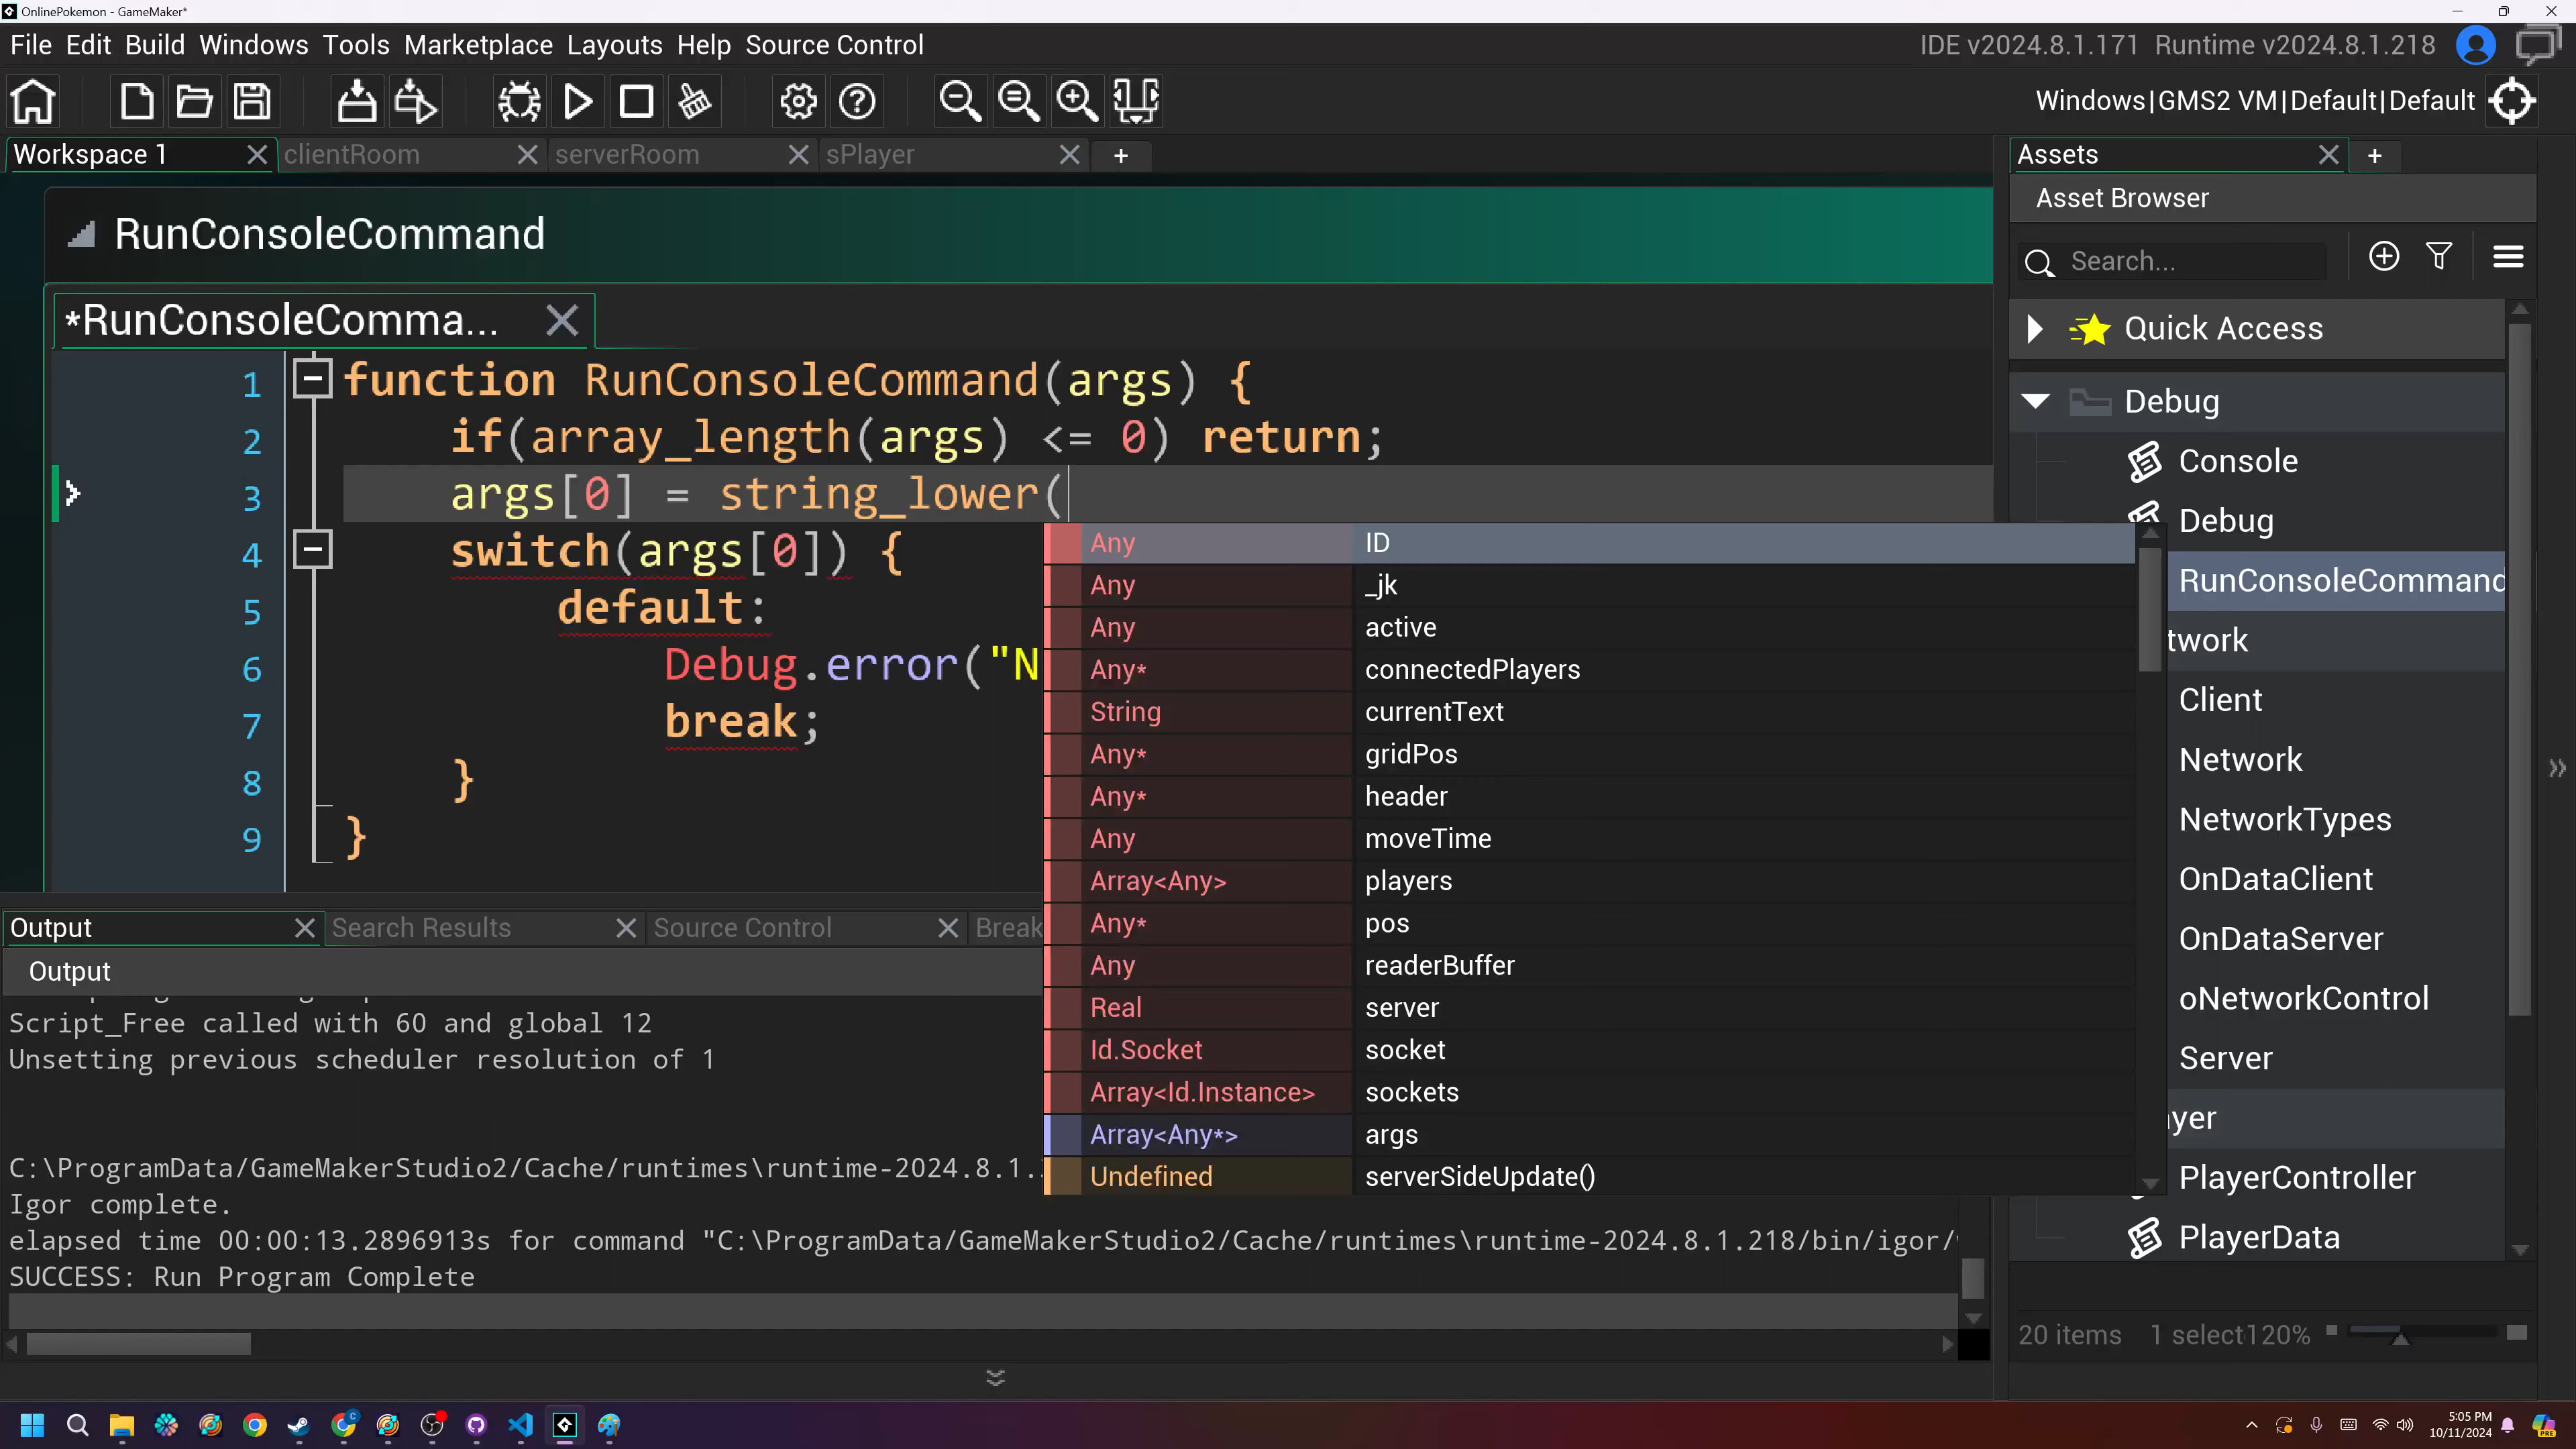 OnlinePokemon - GameMaker*
File Edit Build Windows Tools Marketplace Layouts Help Source Control
IDE v2024.8.1.171 Runtime v2024.8.1.218
Windows|GMS2 VM|Default|Default
Workspace 1 clientRoom serverRoom sPlayer +
Assets +
Asset Browser
RunConsoleCommand
Search...
*RunConsoleComma...
Quick Access
1 function RunConsoleCommand(args) {
2 if(array_length(args) <= 0) return;
3 args[0] = string_lower(
4 switch(args[0]) {
5 default:
6 Debug.error("N
7 break;
8 }
9 }
Any ID
Any _jk
Any active
Any* connectedPlayers
String currentText
Any* gridPos
Any* header
Any moveTime
Array<Any> players
Any* pos
Any readerBuffer
Real server
Id.Socket socket
Array<Id.Instance> sockets
Array<Any*> args
Undefined serverSideUpdate()
Debug
Console
Debug
RunConsoleCommand
twork
Client
Network
NetworkTypes
OnDataClient
OnDataServer
oNetworkControl
Server
yer
PlayerController
PlayerData
20 items 1 select 120%
Output Search Results Source Control Break
Output
Script_Free called with 60 and global 12
Unsetting previous scheduler resolution of 1
C:\ProgramData/GameMakerStudio2/Cache/runtimes\runtime-2024.8.1.
Igor complete.
elapsed time 00:00:13.2896913s for command "C:\ProgramData/GameMakerStudio2/Cache/runtimes\runtime-2024.8.1.218/bin/igor/
SUCCESS: Run Program Complete
5:05 PM
10/11/2024